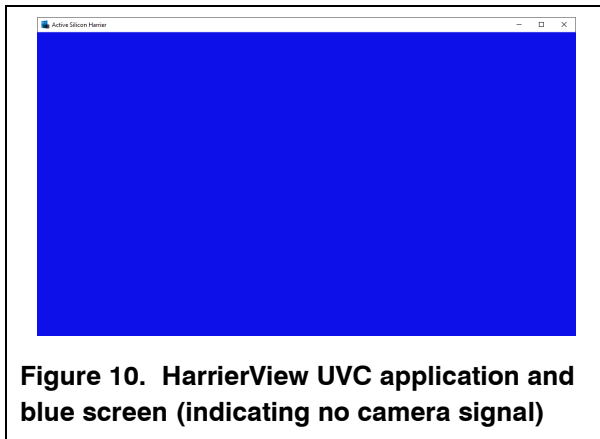 Active Silicon Harrier
Figure 10. HarrierView UVC application and
blue screen (indicating no camera signal)